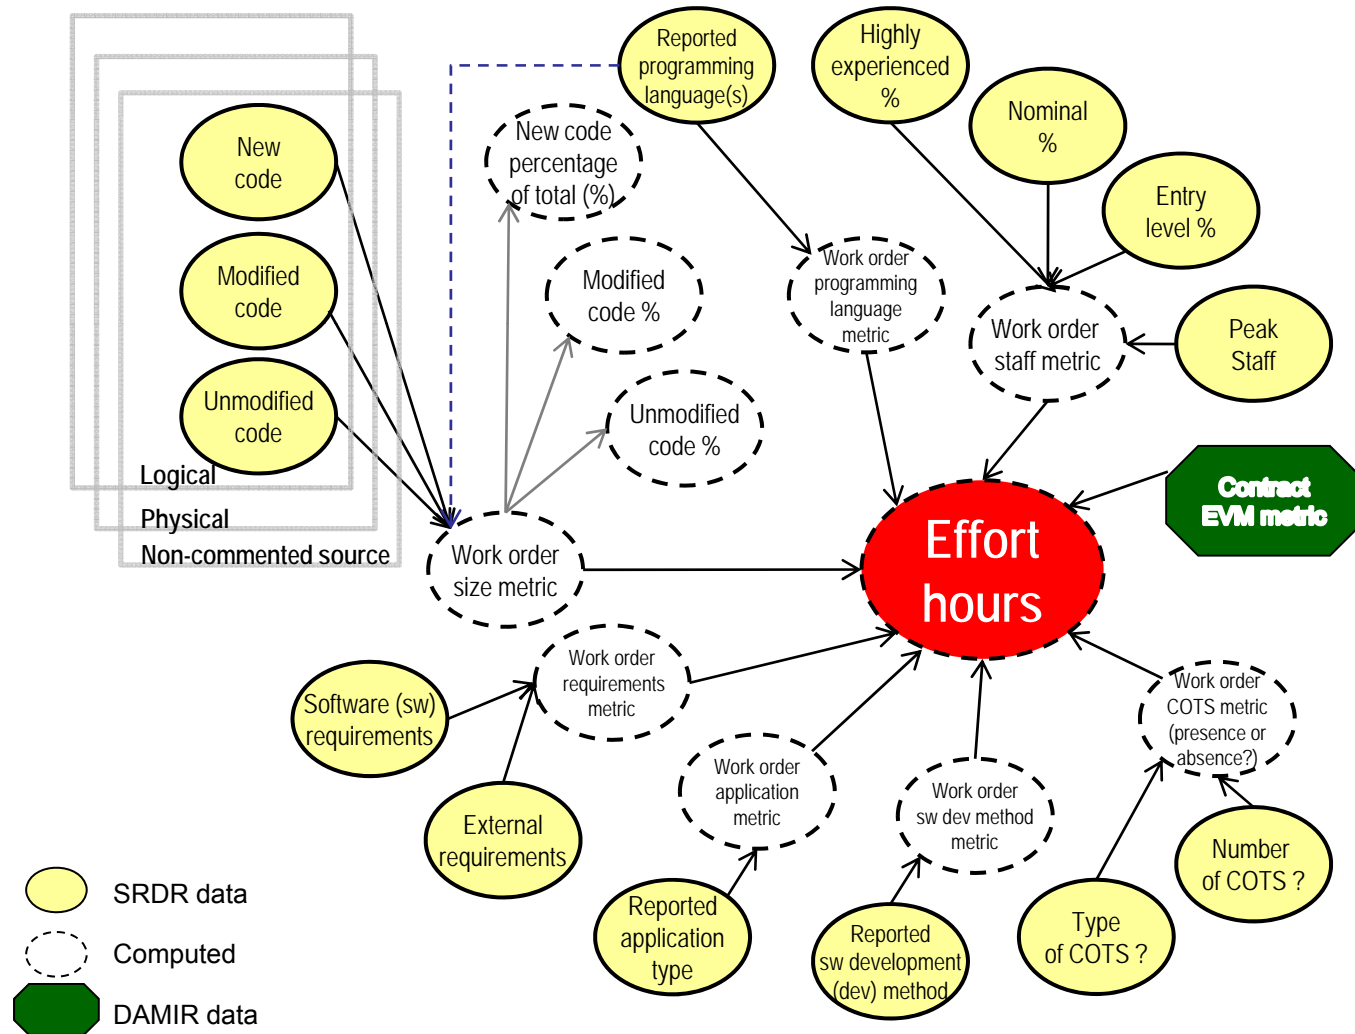 Reported
programming
language(s)
Highly
experienced
%
Nominal
%
Entry
level %
New code
percentage
of total (%)
New
code
Modified
code
Unmodified
code
Logical
Physical
Non-commented source
Modified
code %
Unmodified
code %
Work order
programming
language
metric
Work order
staff metric
Peak
Staff
Contract
EVM metric
Work order
size metric
Effort
hours
Work order
requirements
metric
Software (sw)
requirements
External
requirements
Work order
application
metric
Work order
sw dev method
metric
Work order
COTS metric
(presence or
absence?)
Number
of COTS ?
Type
of COTS ?
Reported
application
type
Reported
sw development
(dev) method
SRDR data
Computed
DAMIR data